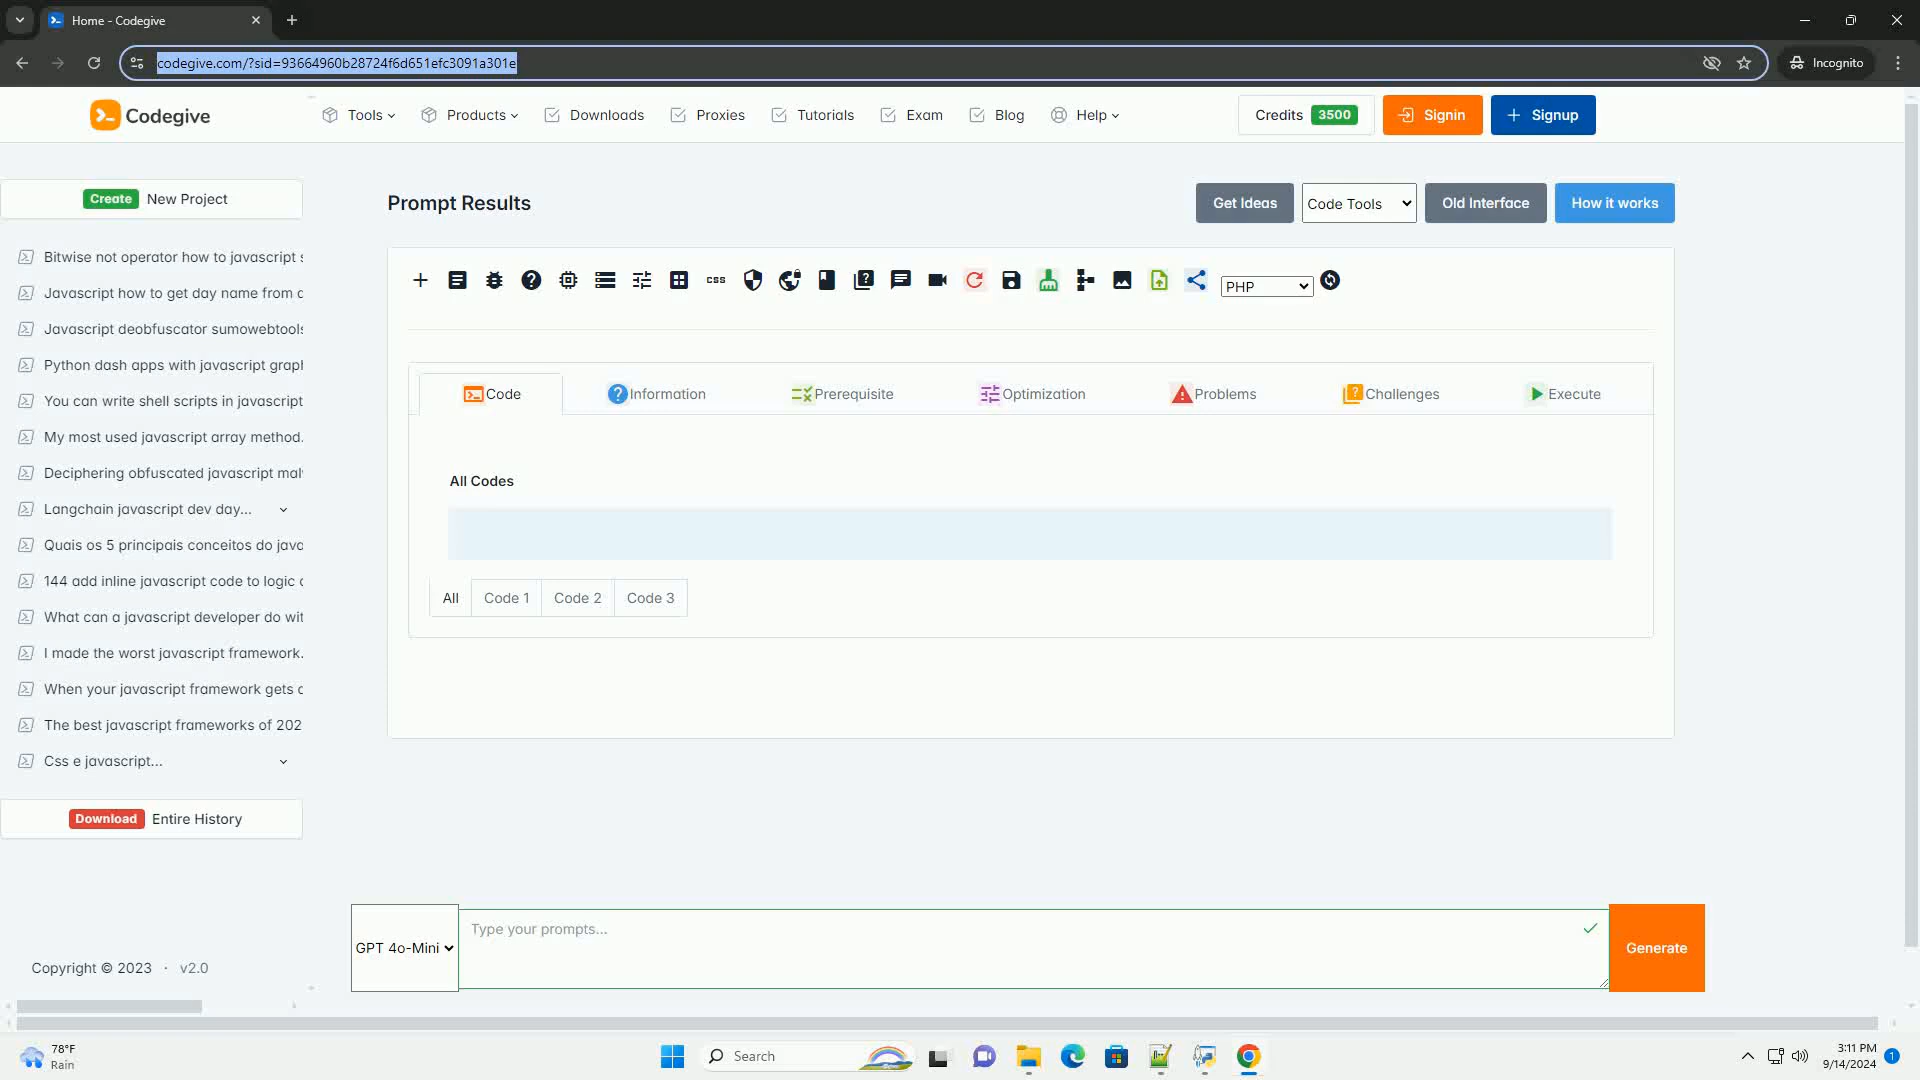 Home - Codegive
codegive.com/?sid=93664960b28724f6d651efc3091a301e
Incognito
Codegive
Tools
Products
Downloads
Proxies
Tutorials
Exam
Blog
Help
Credits 3500
Signin
Signup
Create New Project
Prompt Results
Get Ideas
Code Tools
Old Interface
How it works
Bitwise not operator how to javascript s
Javascript how to get day name from d
Javascript deobfuscator sumowebtools
Python dash apps with javascript graph
You can write shell scripts in javascript
My most used javascript array method.
Deciphering obfuscated javascript mal
Langchain javascript dev day...
Quais os 5 principais conceitos do java
144 add inline javascript code to logic
What can a javascript developer do wit
I made the worst javascript framework.
When your javascript framework gets
The best javascript frameworks of 202
Css e javascript...
Download Entire History
css
PHP
Code
Information
Prerequisite
Optimization
Problems
Challenges
Execute
All Codes
All
Code 1
Code 2
Code 3
GPT 4o-Mini
Type your prompts...
Generate
Copyright © 2023 · v2.0
78°F
Rain
Search
3:11 PM
9/14/2024
1